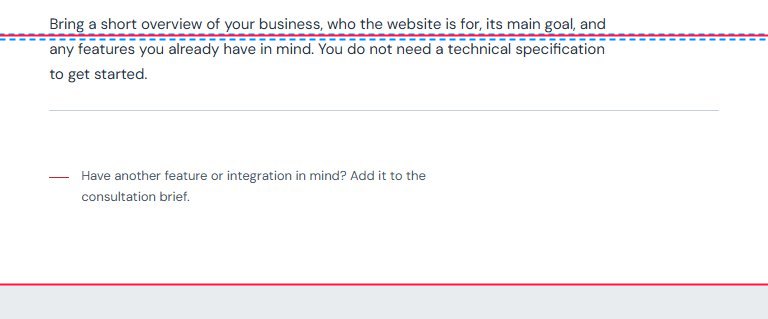 Bring a short overview of your business, who the website is for, its main goal, and
any features you already have in mind. You do not need a technical specification
to get started.
Have another feature or integration in mind? Add it to the
consultation brief.